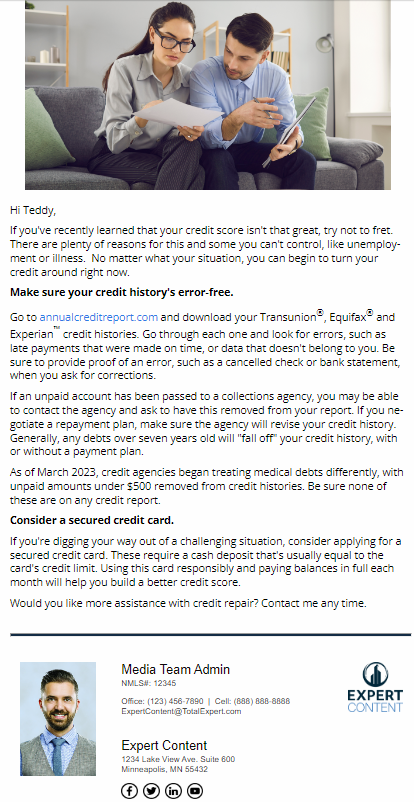 Hi Teddy,
If you've recently learned that your credit score isn't that great, try not to fret.
There are plenty of reasons for this and some you can't control, like unemploy-
ment or illness.  No matter what your situation, you can begin to turn your
credit around right now.
Make sure your credit history's error-free.
Go to annualcreditreport.com and download your Transunion®, Equifax® and
Experian™ credit histories. Go through each one and look for errors, such as
late payments that were made on time, or data that doesn't belong to you. Be
sure to provide proof of an error, such as a cancelled check or bank statement,
when you ask for corrections.
If an unpaid account has been passed to a collections agency, you may be able
to contact the agency and ask to have this removed from your report. If you ne-
gotiate a repayment plan, make sure the agency will revise your credit history.
Generally, any debts over seven years old will "fall off" your credit history, with
or without a payment plan.
As of March 2023, credit agencies began treating medical debts differently, with
unpaid amounts under $500 removed from credit histories. Be sure none of
these are on any credit report.
Consider a secured credit card.
If you're digging your way out of a challenging situation, consider applying for a
secured credit card. These require a cash deposit that's usually equal to the
card's credit limit. Using this card responsibly and paying balances in full each
month will help you build a better credit score.
Would you like more assistance with credit repair? Contact me any time.
Media Team Admin
NMLS#: 12345
Office: (123) 456-7890 | Cell: (888) 888-8888
ExpertContent@TotalExpert.com
EXPERT
CONTENT
Expert Content
1234 Lake View Ave. Suite 600
Minneapolis, MN 55432